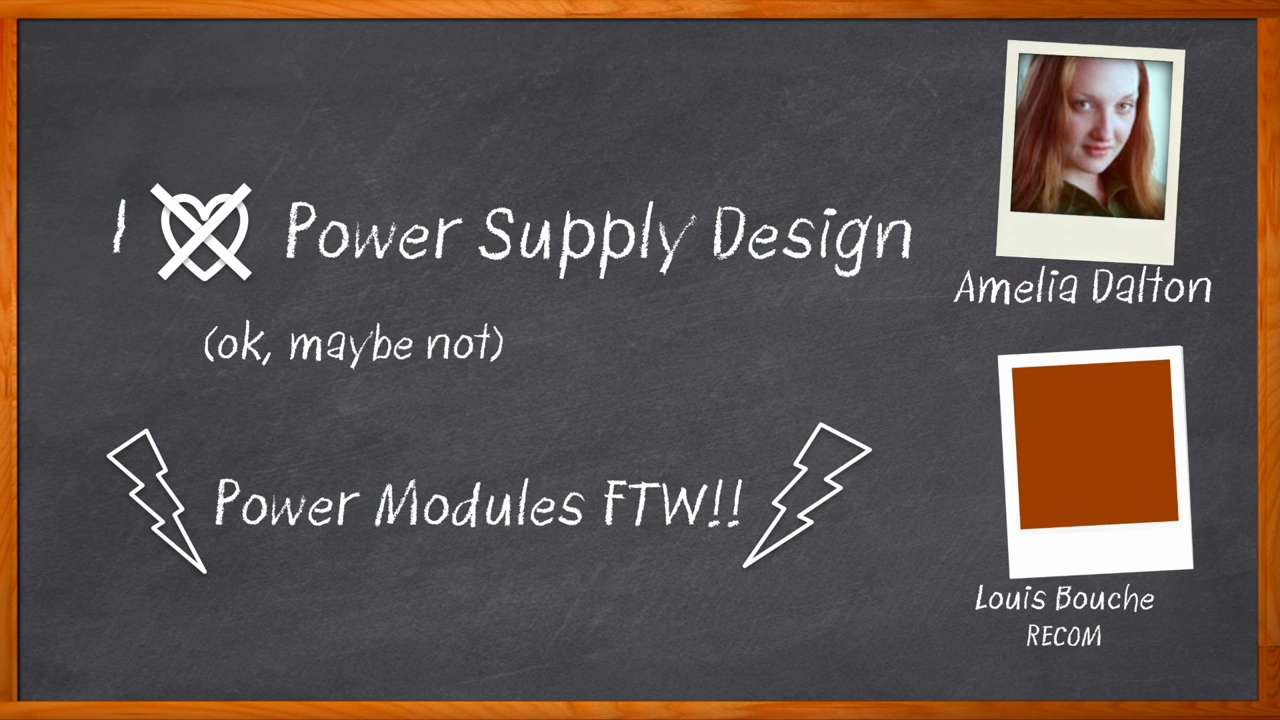 I Power Supply Design
(ok, maybe not)
Power Modules FTW!!
Amelia Dalton
Louis Bouche
RECOM